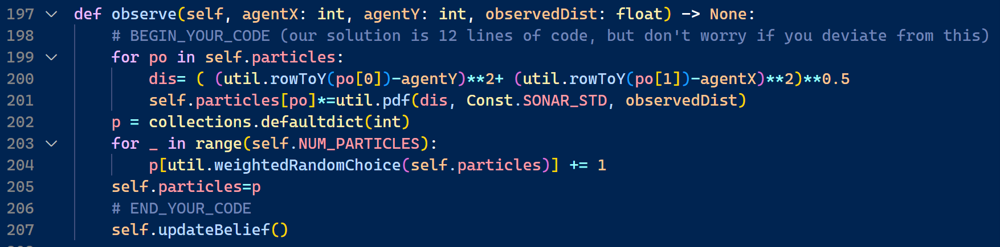 197 def observe(self, agentX: int, agentY: int, observedDist: float) -> None:
198 # BEGIN_YOUR_CODE (our solution is 12 lines of code, but don't worry if you deviate from this)
199 for po in self.particles:
200 dis= ( (util.rowToY(po[0])-agentY)**2+ (util.rowToY(po[1])-agentX)**2)**0.5
201 self.particles[po]*=util.pdf(dis, Const.SONAR_STD, observedDist)
202 p = collections.defaultdict(int)
203 for _ in range(self.NUM_PARTICLES):
204 p[util.weightedRandomChoice(self.particles)] += 1
205 self.particles=p
206 # END_YOUR_CODE
207 self.updateBelief()